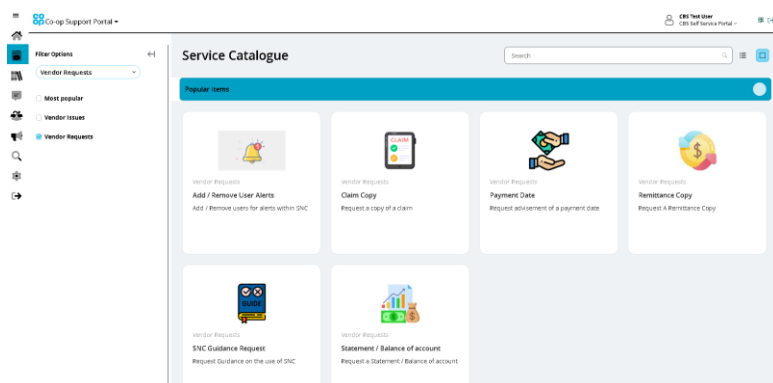 Co-op Support Portal
CBS Test User
CBS Self Service Portal
Filter Options
Vendor Requests
Most popular
Vendor Issues
Vendor Requests
Service Catalogue
Search
Popular Items
Vendor Requests
Add / Remove User Alerts
Add / Remove users for alerts within SNC
Vendor Requests
CLAIM
Claim Copy
Request a copy of a claim
Vendor Requests
Payment Date
Request advisement of a payment date
Vendor Requests
Remittance Copy
Request A Remittance Copy
GUIDE
Vendor Requests
SNC Guidance Request
Request Guidance on the use of SNC
Vendor Requests
Statement / Balance of account
Request a Statement / Balance of account